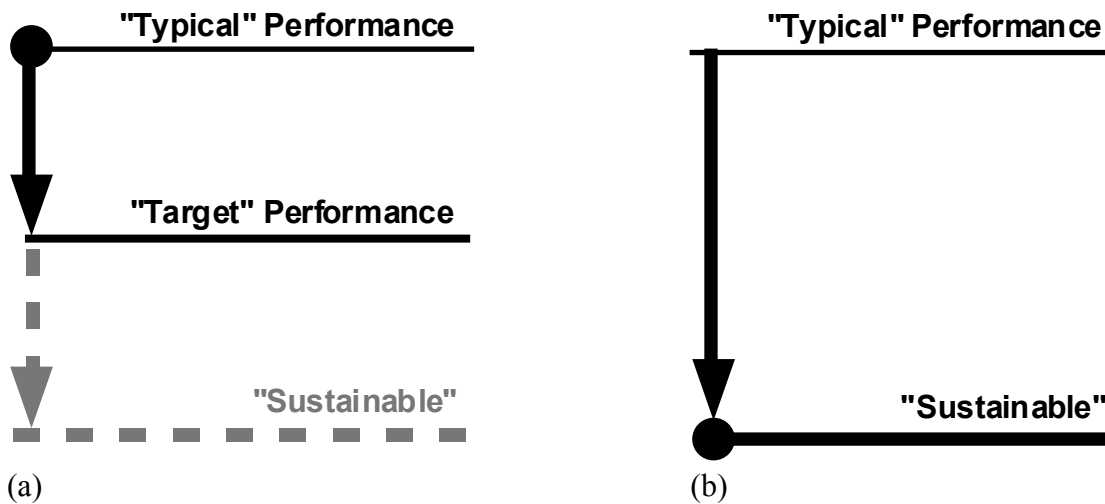 "Typical" Performance
"Target" Performance
"Sustainable"
(a)
"Typical" Performance
"Sustainable"
(b)